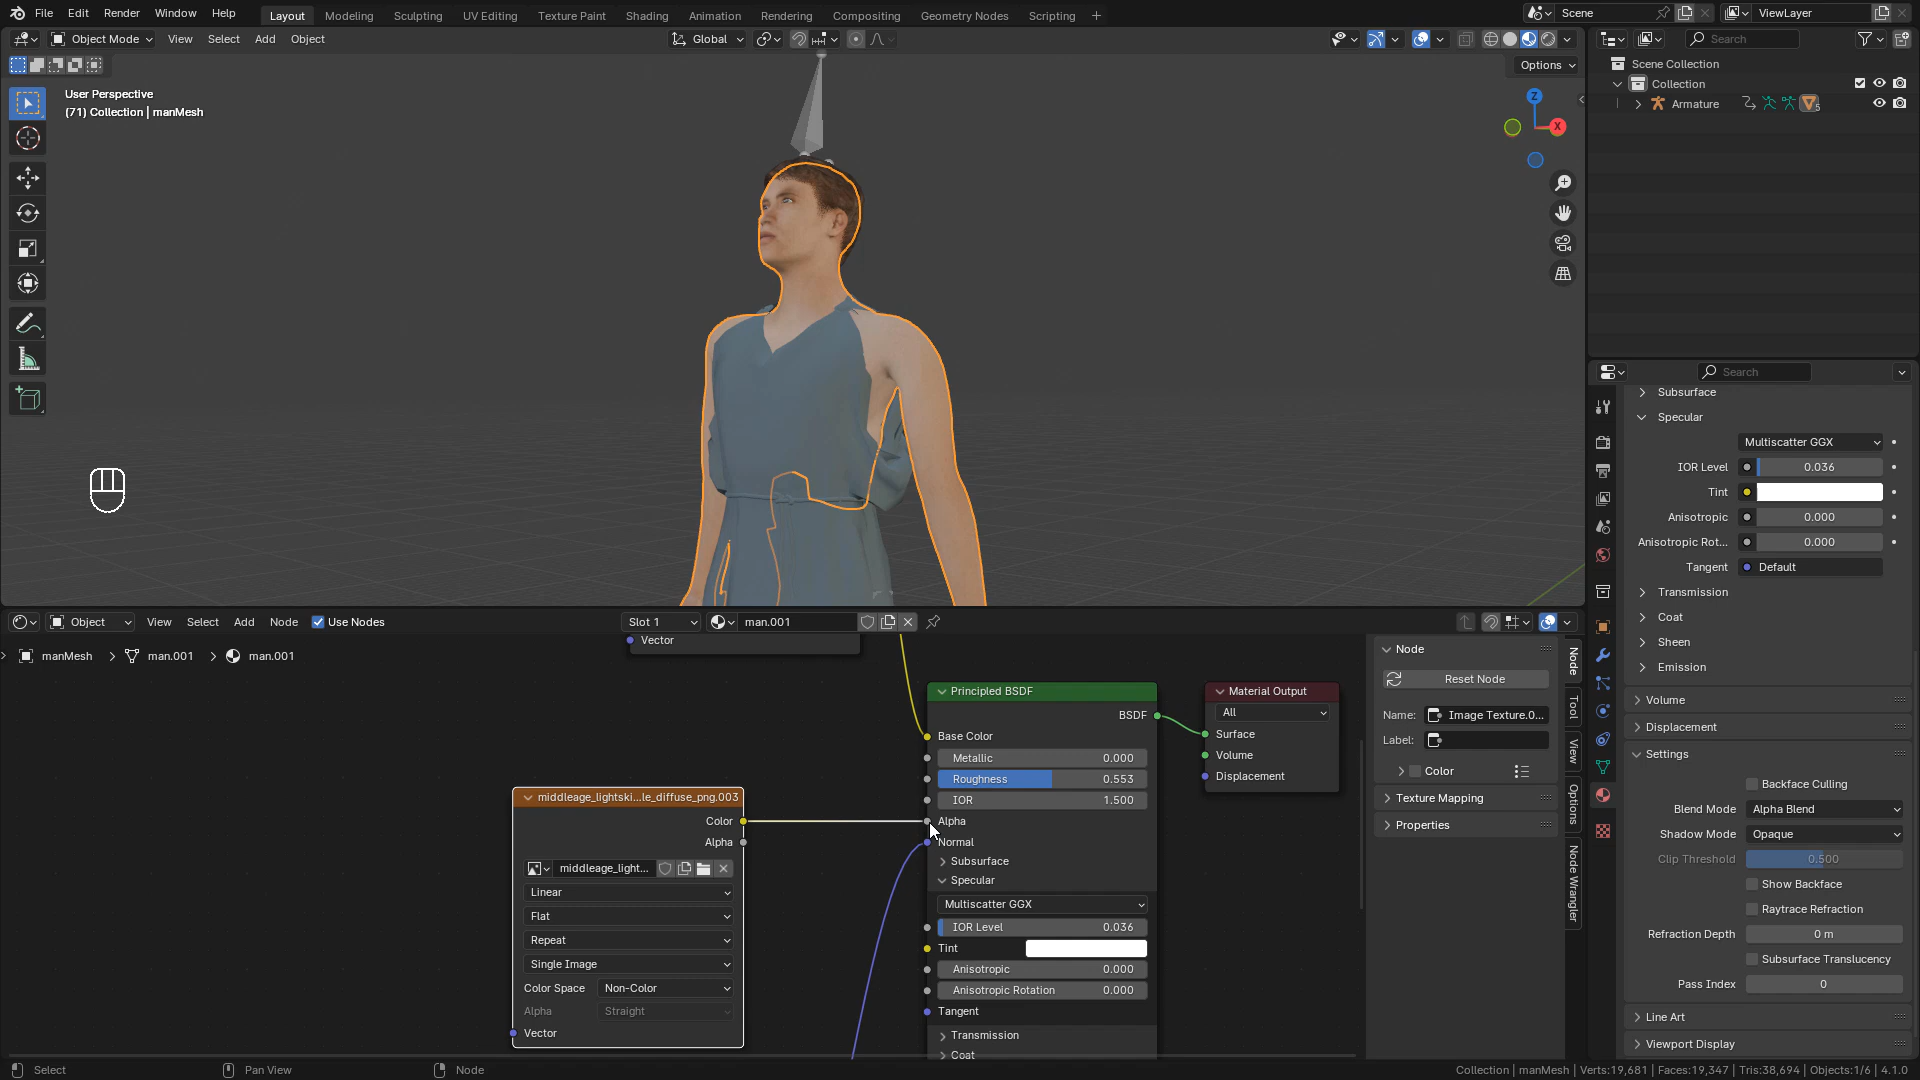 File Edit Render Window Help Layout Modeling Sculpting UV Editing Texture Paint Shading Animation Rendering Compositing Geometry Nodes Scripting Scene ViewLayer
Object Mode View Select Add Object Global Search
Options
User Perspective
(71) Collection | manMesh
Z
X
Scene Collection
Collection
Armature 5
Search
Subsurface
Specular
Multiscatter GGX
IOR Level 0.036
Tint
Anisotropic 0.000
Anisotropic Rot... 0.000
Tangent Default
Transmission
Coat
Sheen
Emission
Volume
Displacement
Settings
Backface Culling
Blend Mode Alpha Blend
Shadow Mode Opaque
Clip Threshold 0.500
Show Backface
Raytrace Refraction
Refraction Depth 0 m
Subsurface Translucency
Pass Index 0
Line Art
Viewport Display
Object View Select Add Node Use Nodes Slot 1 man.001
manMesh > man.001 > man.001
Vector
middleage_lightski...le_diffuse_png.003
Color
Alpha
middleage_light...
Linear
Flat
Repeat
Single Image
Color Space Non-Color
Alpha Straight
Vector
Principled BSDF
BSDF
Base Color
Metallic 0.000
Roughness 0.553
IOR 1.500
Alpha
Normal
Subsurface
Specular
Multiscatter GGX
IOR Level 0.036
Tint
Anisotropic 0.000
Anisotropic Rotation 0.000
Tangent
Transmission
Coat
Material Output
All
Surface
Volume
Displacement
Node
Reset Node
Name: Image Texture.0...
Label:
Color
Texture Mapping
Properties
Node
Tool
View
Options
Node Wrangler
Select Pan View Node Collection | manMesh | Verts:19,681 | Faces:19,347 | Tris:38,694 | Objects:1/6 | 4.1.0